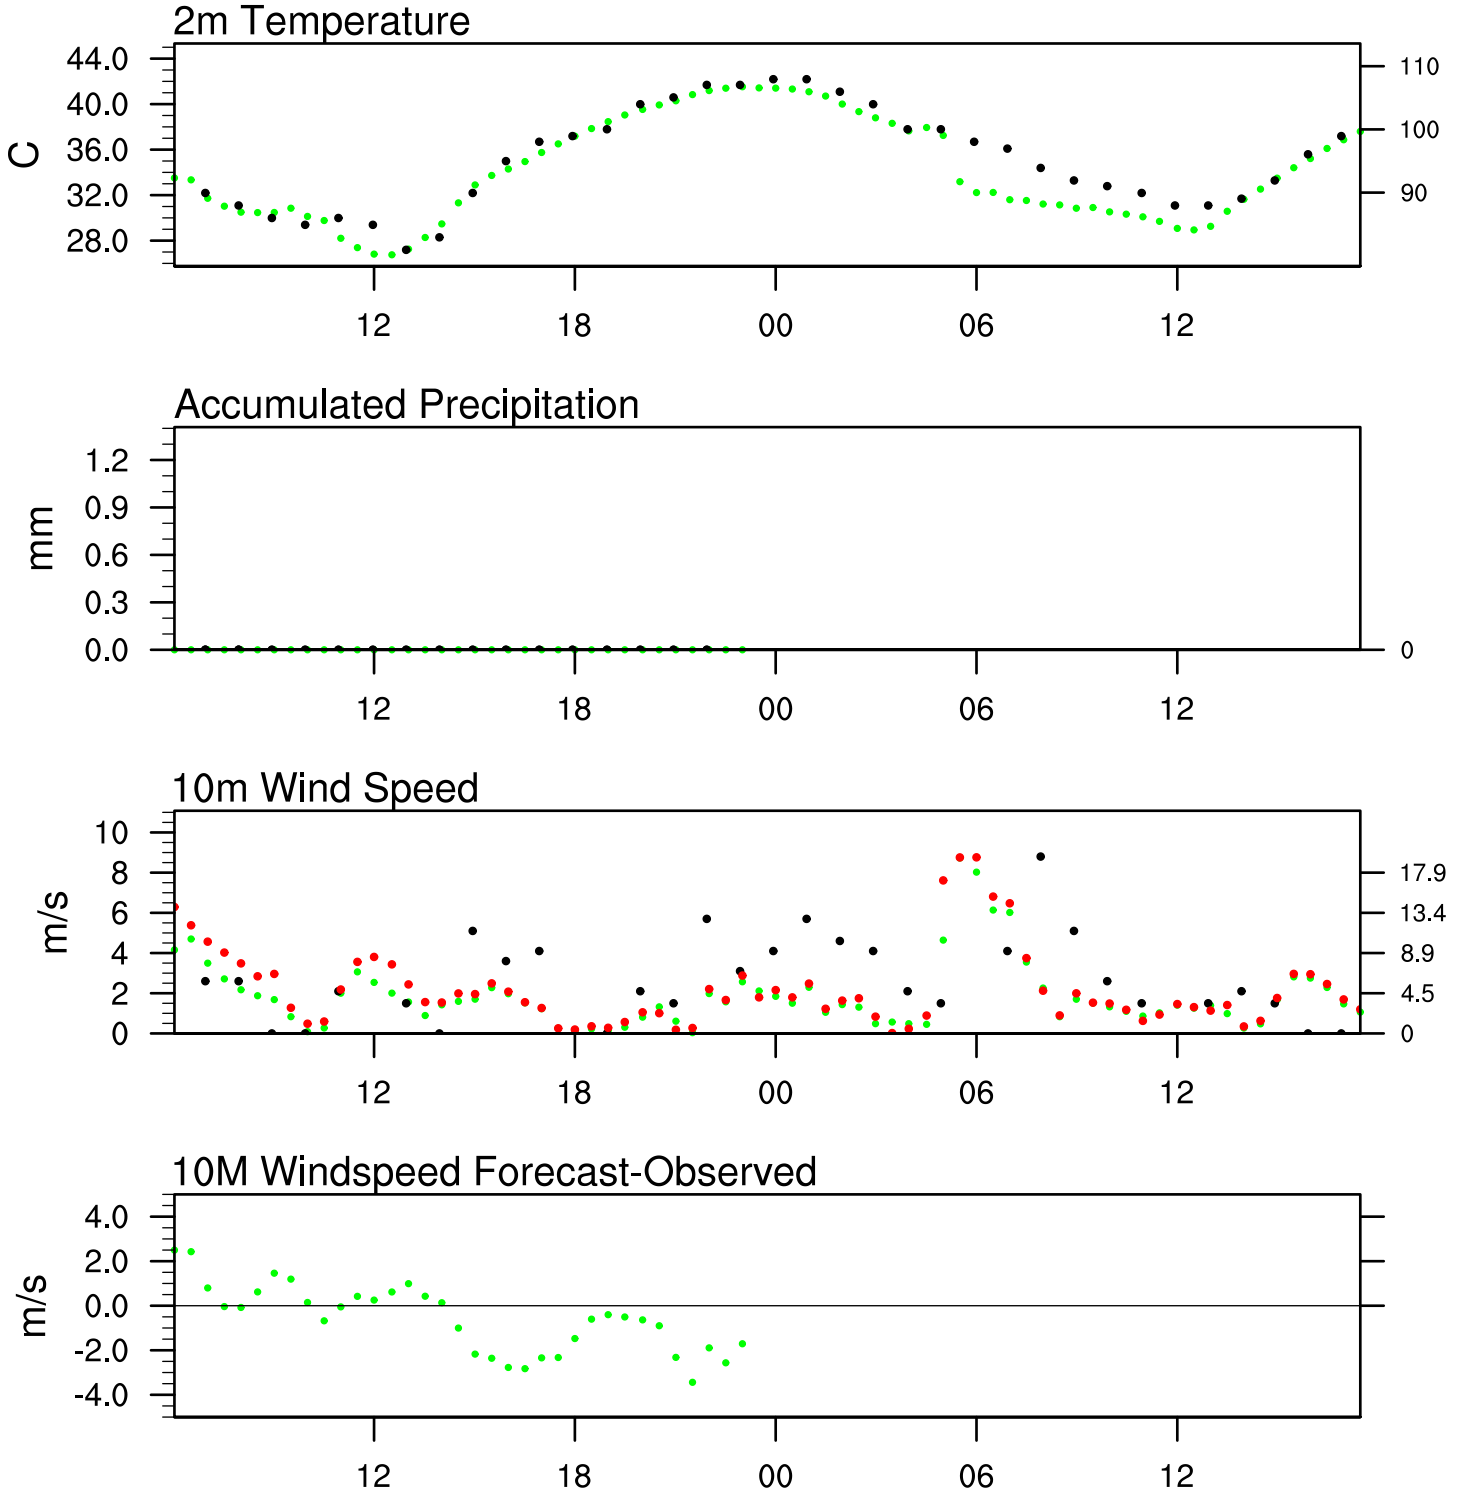 2m Temperature
44.0
40.0
36.0
32.0
28.0
C
110
100
90
12 18 00 06 12
Accumulated Precipitation
1.2
0.9
0.6
0.3
0.0
mm
0
12 18 00 06 12
10m Wind Speed
10
8
6
4
2
0
m/s
17.9
13.4
8.9
4.5
0
12 18 00 06 12
10M Windspeed Forecast-Observed
4.0
2.0
0.0
-2.0
-4.0
m/s
12 18 00 06 12